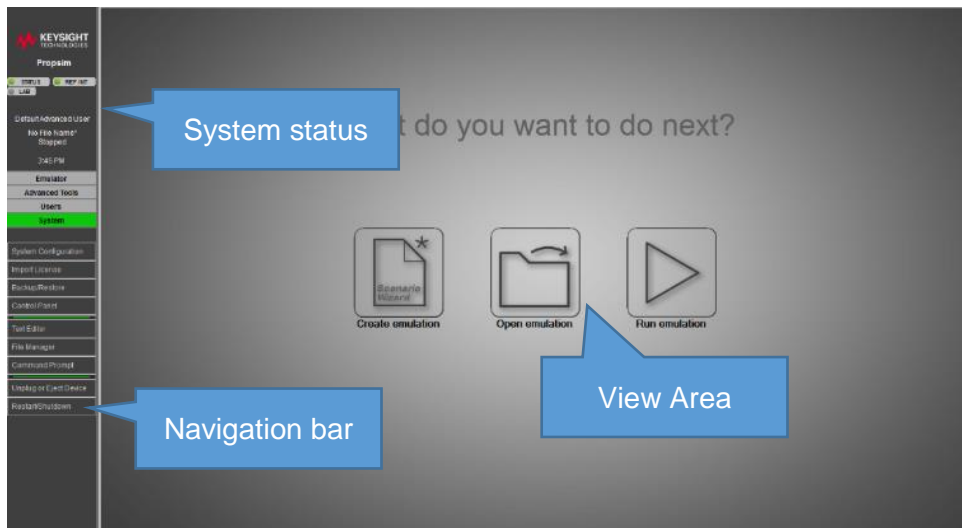 KEYSIGHT
TECHNOLOGIES
Propsim
STATUS REF INT
LAB
Default Advanced User
No File Name*
Stopped
3:45 PM
Emulator
Advanced Tools
Users
System
System Configuration
Import License
Backup/Restore
Control Panel
Text Editor
File Manager
Command Prompt
Unplug or Eject Device
Restart/Shutdown
System status
t do you want to do next?
Scenario
Wizard
Create emulation
Open emulation
Run emulation
View Area
Navigation bar